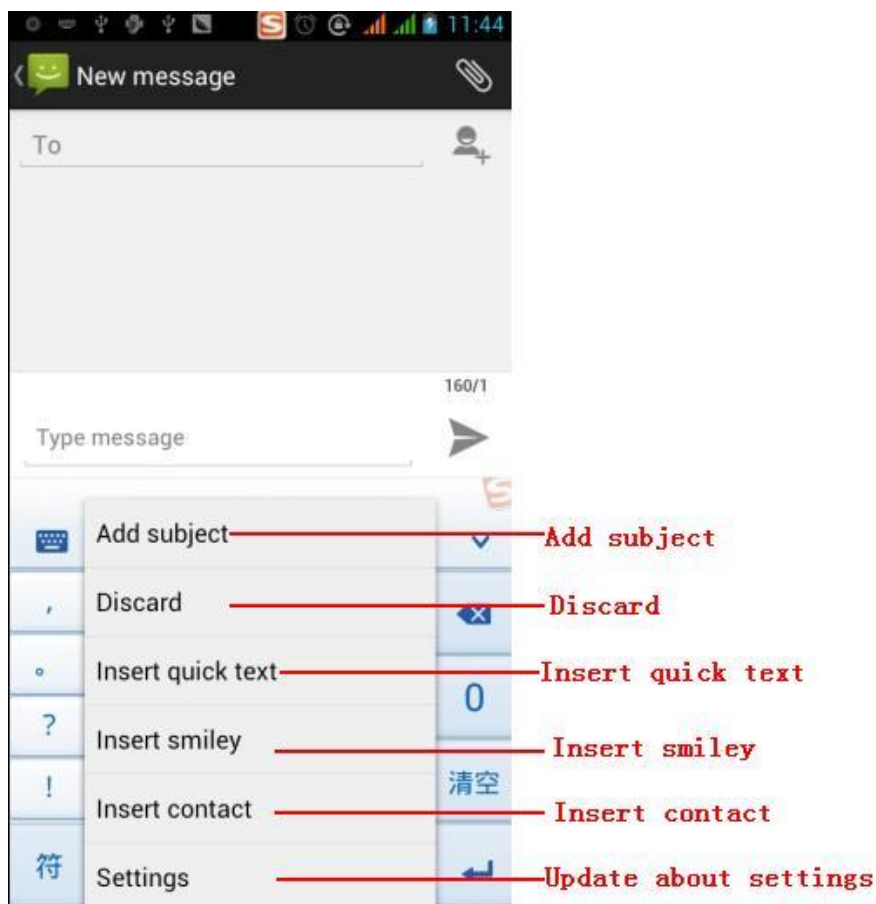 11:44
New message
To
160/1
Type message
S
Add subject
Add subject
,
Discard
Discard
。
Insert quick text
Insert quick text
0
?
Insert smiley
Insert smiley
!
清空
Insert contact
Insert contact
符
Settings
Update about settings